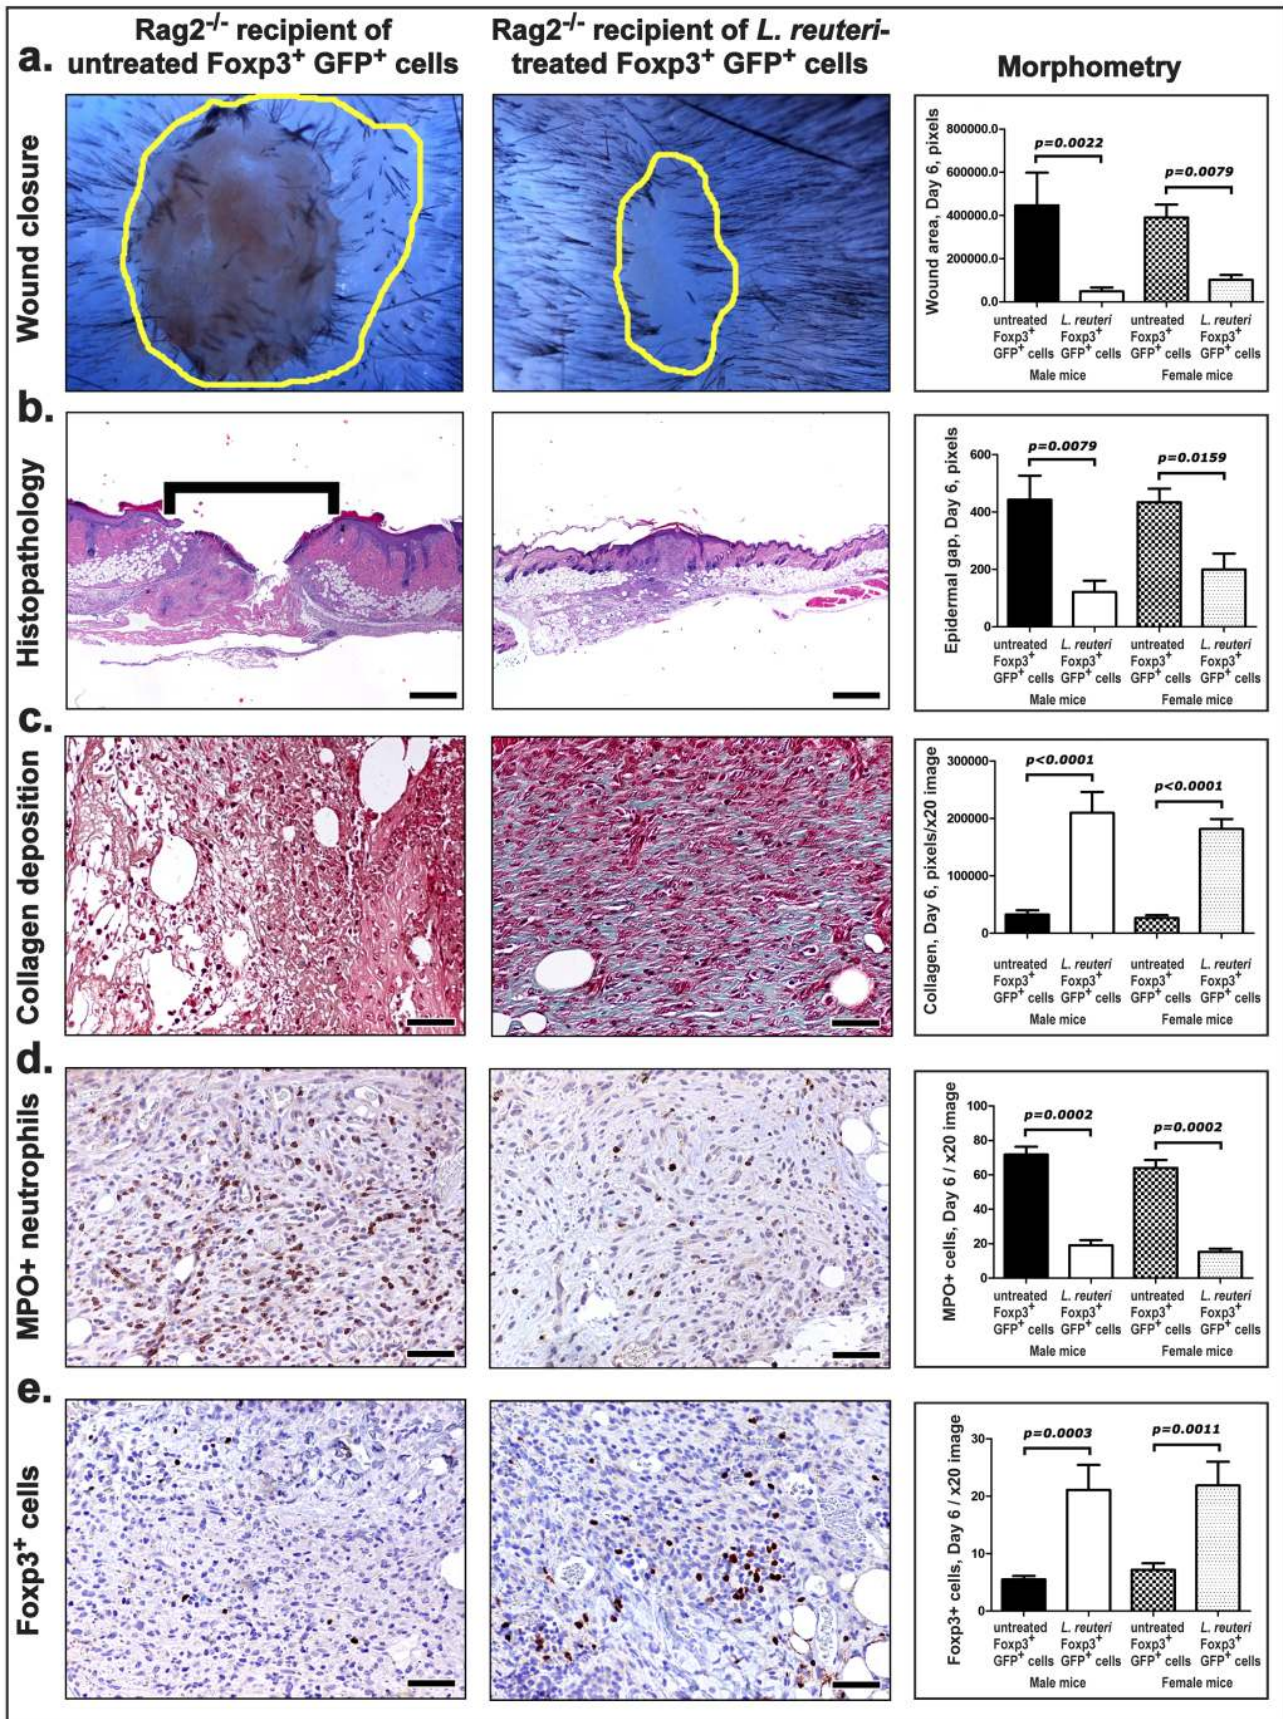 Rag2-/- recipient of
untreated Foxp3+ GFP+ cells
Rag2-/- recipient of L. reuteri-
treated Foxp3+ GFP+ cells
Morphometry
a.
Wound closure
Wound area, Day 6, pixels
800000.0
600000.0
400000.0
200000.0
0.0
p=0.0022
p=0.0079
untreated
Foxp3+
GFP+ cells
L. reuteri
Foxp3+
GFP+ cells
untreated
Foxp3+
GFP+ cells
L. reuteri
Foxp3+
GFP+ cells
Male mice
Female mice
b.
Histopathology
Epidermal gap, Day 6, pixels
600
400
200
0
p=0.0079
p=0.0159
untreated
Foxp3+
GFP+ cells
L. reuteri
Foxp3+
GFP+ cells
untreated
Foxp3+
GFP+ cells
L. reuteri
Foxp3+
GFP+ cells
Male mice
Female mice
c.
Collagen deposition
Collagen, Day 6, pixels/x20 image
300000
200000
100000
0
p<0.0001
p<0.0001
untreated
Foxp3+
GFP+ cells
L. reuteri
Foxp3+
GFP+ cells
untreated
Foxp3+
GFP+ cells
L. reuteri
Foxp3+
GFP+ cells
Male mice
Female mice
d.
MPO+ neutrophils
MPO+ cells, Day 6 / x20 image
100
80
60
40
20
0
p=0.0002
p=0.0002
untreated
Foxp3+
GFP+ cells
L. reuteri
Foxp3+
GFP+ cells
untreated
Foxp3+
GFP+ cells
L. reuteri
Foxp3+
GFP+ cells
Male mice
Female mice
e.
Foxp3+ cells
Foxp3+ cells, Day 6 / x20 image
30
20
10
0
p=0.0003
p=0.0011
untreated
Foxp3+
GFP+ cells
L. reuteri
Foxp3+
GFP+ cells
untreated
Foxp3+
GFP+ cells
L. reuteri
Foxp3+
GFP+ cells
Male mice
Female mice